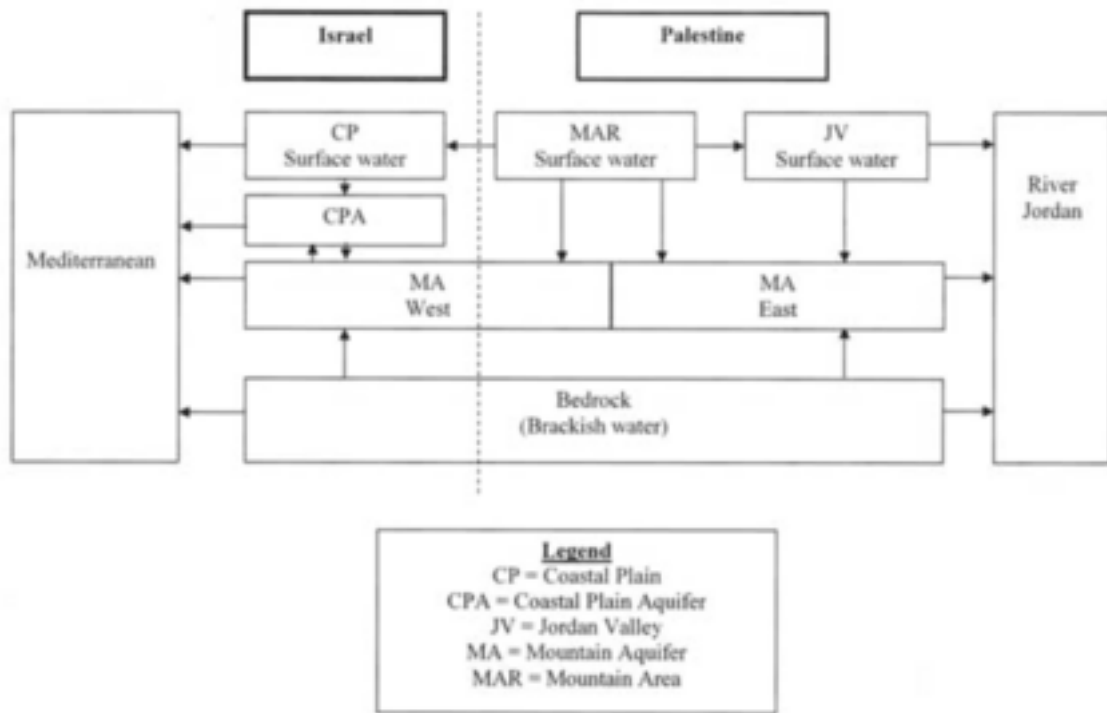 Israel
Palestine
Mediterranean
CP
Surface water
MAR
Surface water
JV
Surface water
River
Jordan
CPA
MA
West
MA
East
Bedrock
(Brackish water)
Legend
CP = Coastal Plain
CPA = Coastal Plain Aquifer
JV = Jordan Valley
MA = Mountain Aquifer
MAR = Mountain Area